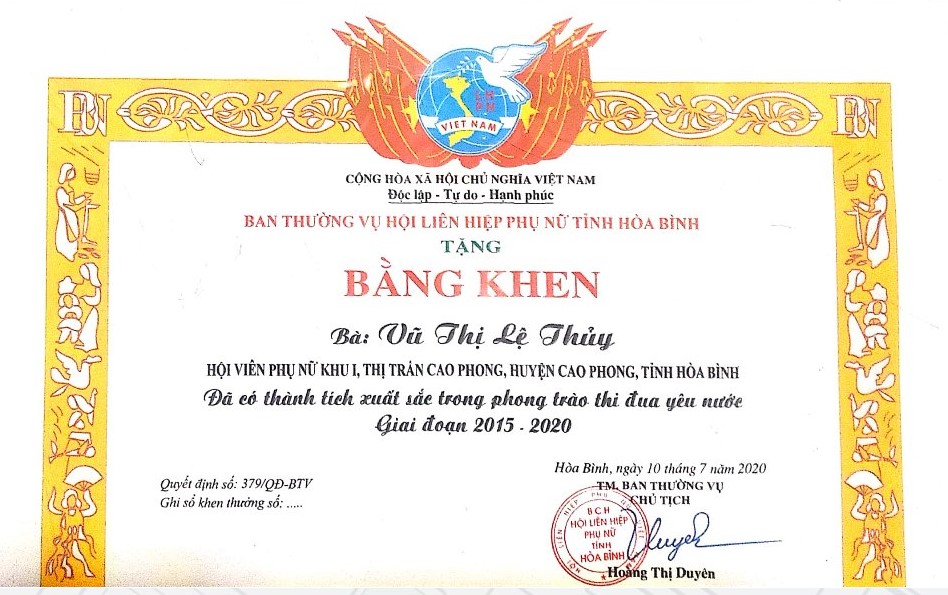 LH
PN
VIET NAM
CỘNG HÒA XÃ HỘI CHỦ NGHĨA VIỆT NAM
Độc lập - Tự do - Hạnh phúc
BAN THƯỜNG VỤ HỘI LIÊN HIỆP PHỤ NỮ TỈNH HÒA BÌNH
TẶNG
BẰNG KHEN
Bà: Vũ Thị Lệ Thủy
HỘI VIÊN PHỤ NỮ KHU I, THỊ TRẤN CAO PHONG, HUYỆN CAO PHONG, TỈNH HÒA BÌNH
Đã có thành tích xuất sắc trong phong trào thi đua yêu nước
Giai đoạn 2015 - 2020
Hòa Bình, ngày 10 tháng 7 năm 2020
Quyết định số: 379/QĐ-BTV
Ghi sổ khen thưởng số: .....
TM. BAN THƯỜNG VỤ
CHỦ TỊCH
BCH
HỘI LIÊN HIỆP
PHỤ NỮ
TỈNH
HÒA BÌNH
Hoàng Thị Duyên